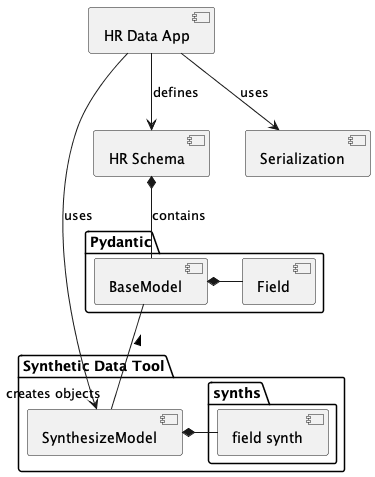 HR Data App
defines
uses
HR Schema
Serialization
uses
contains
Pydantic
BaseModel
Field
Synthetic Data Tool
creates objects
synths
SynthesizeModel
field synth